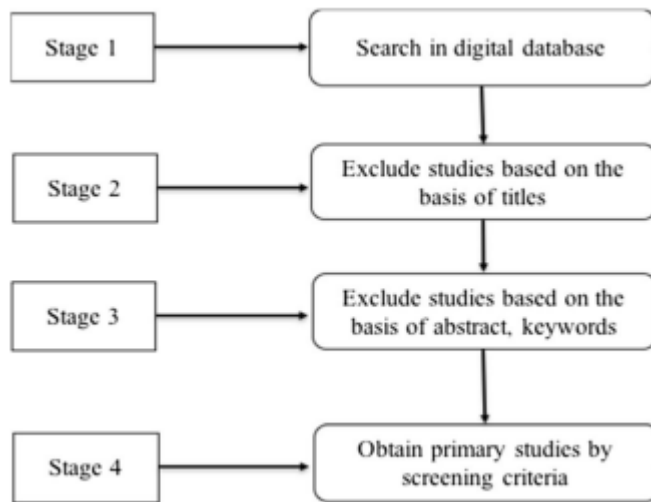 Stage 1
Search in digital database
Stage 2
Exclude studies based on the
basis of titles
Stage 3
Exclude studies based on the
basis of abstract, keywords
Stage 4
Obtain primary studies by
screening criteria